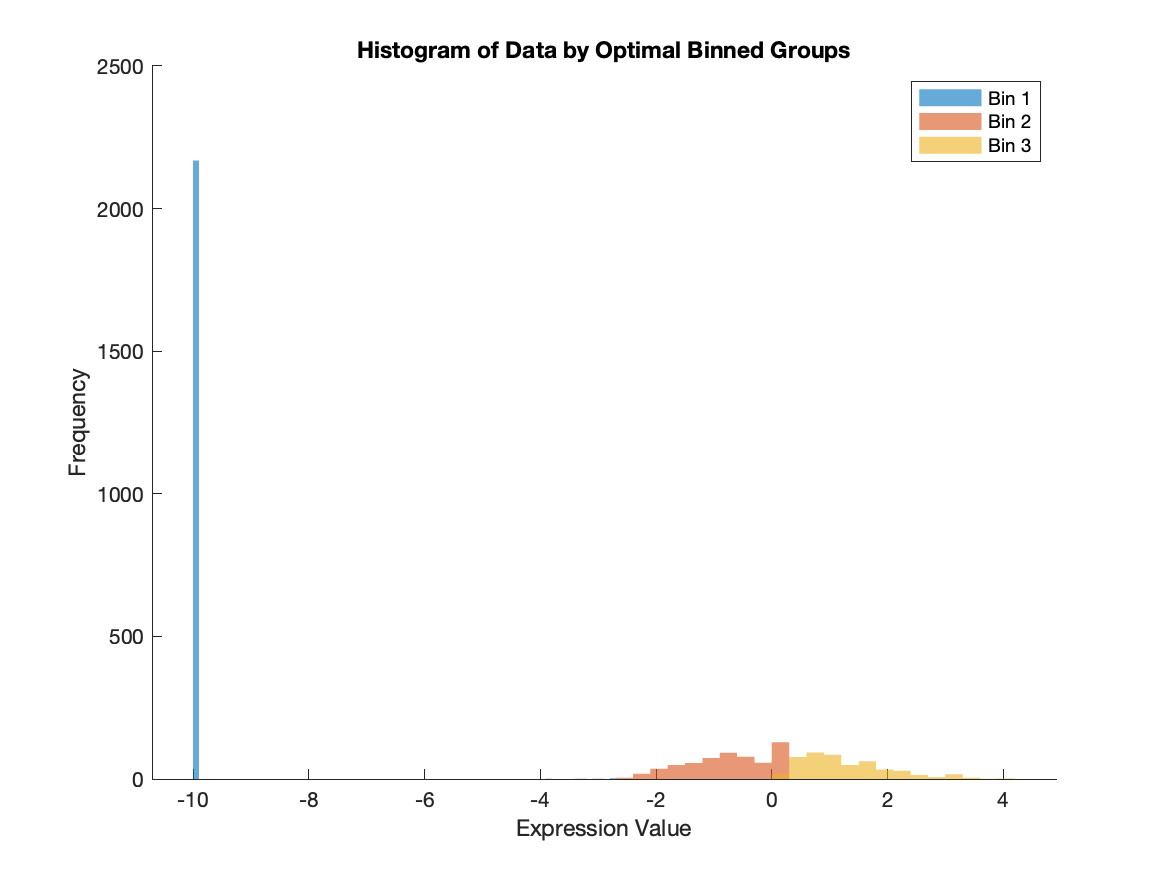 Histogram of Data by Optimal Binned Groups
2500
2000
1500
1000
500
0
Frequency
-10 -8 -6 -4 -2 0 2 4
Expression Value
Bin 1
Bin 2
Bin 3